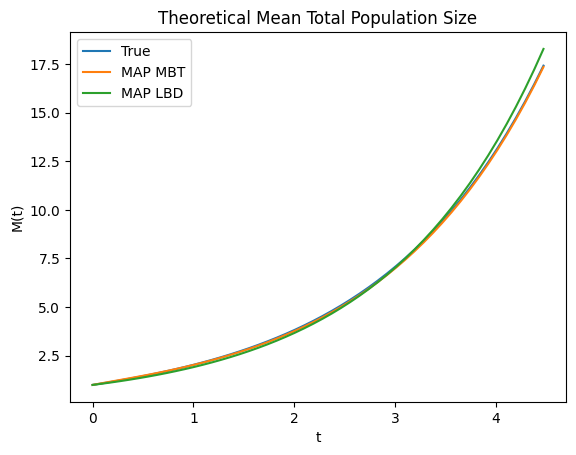 Theoretical Mean Total Population Size
True
MAP MBT
MAP LBD
17.5
15.0
12.5
10.0
7.5
5.0
2.5
M(t)
0 1 2 3 4
t